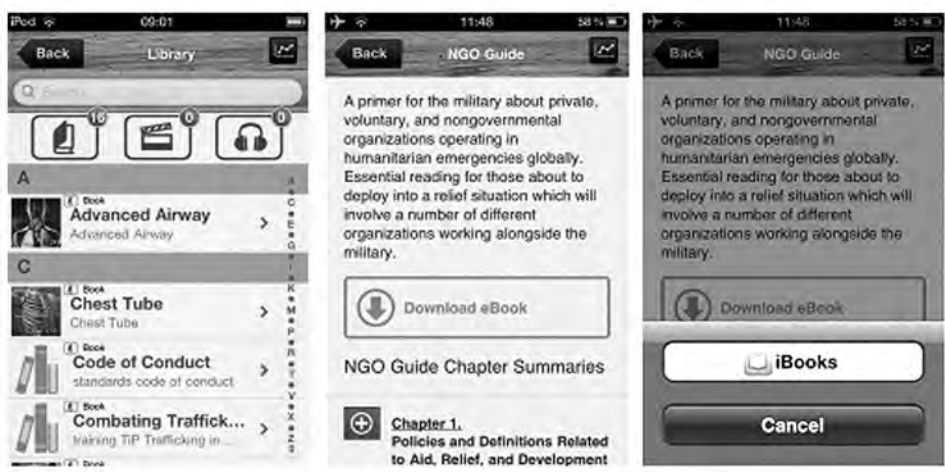 iPod 09:01
Back Library
Search
16 0 0
A
Book
Advanced Airway
Advanced Airway
C
Book
Chest Tube
Chest Tube
Book
Code of Conduct
standards code of conduct
Book
Combating Traffick...
training TiP Trafficking in...
Book
A
C
E
G
I
K
M
P
R
T
V
X
Z
11:48 58 %
Back NGO Guide
A primer for the military about private,
voluntary, and nongovernmental
organizations operating in
humanitarian emergencies globally.
Essential reading for those about to
deploy into a relief situation which will
involve a number of different
organizations working alongside the
military.
Download eBook
NGO Guide Chapter Summaries
Chapter 1.
Policies and Definitions Related
to Aid, Relief, and Development
11:48 58 %
Back NGO Guide
A primer for the military about private,
voluntary, and nongovernmental
organizations operating in
humanitarian emergencies globally.
Essential reading for those about to
deploy into a relief situation which will
involve a number of different
organizations working alongside the
military.
Download eBook
iBooks
Cancel